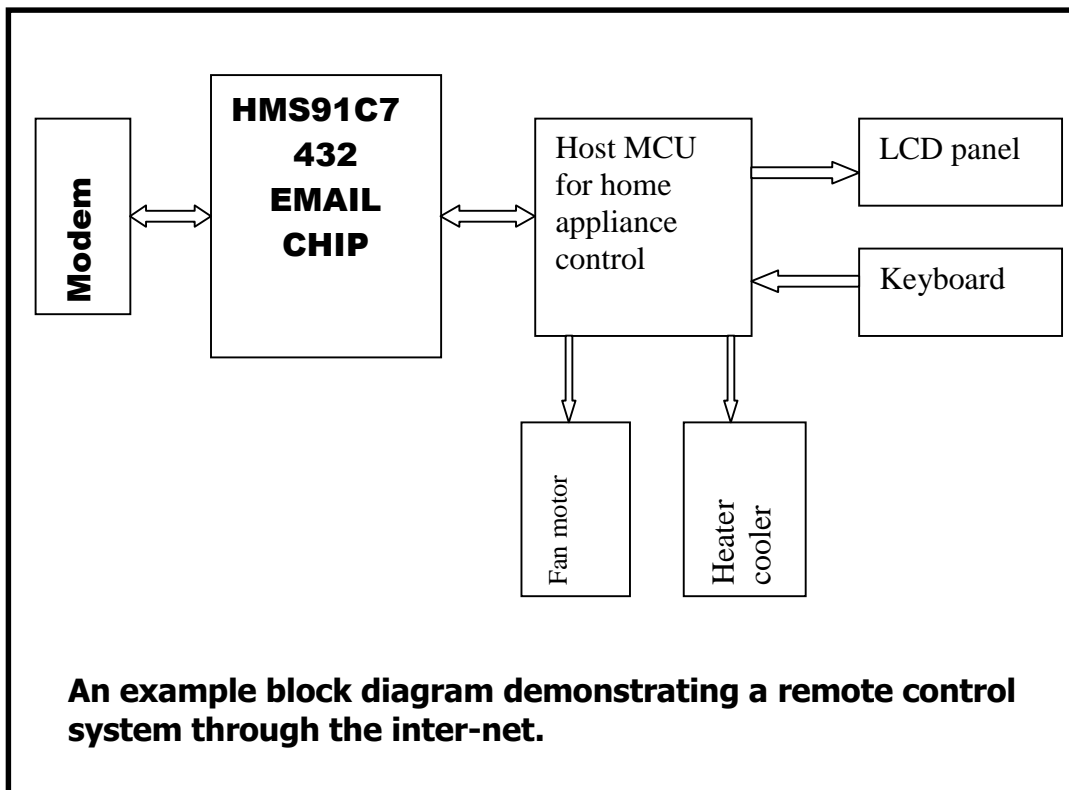 Modem
HMS91C7
432
EMAIL
CHIP
Host MCU
for home
appliance
control
LCD panel
Keyboard
Fan motor
Heater
cooler
An example block diagram demonstrating a remote control
system through the inter-net.